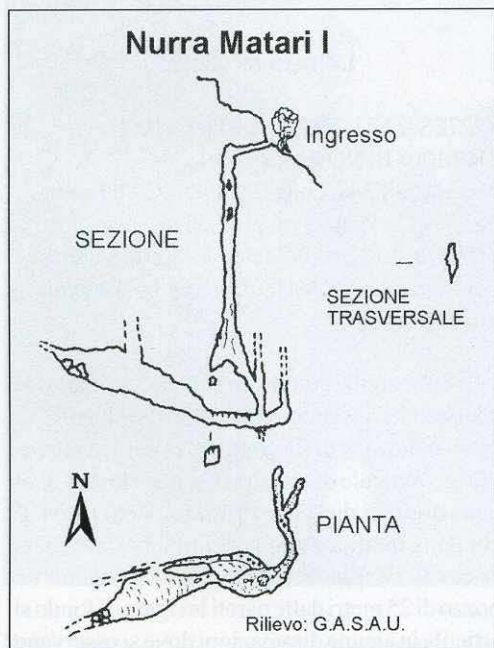 Nurra Matari I
Ingresso
SEZIONE
SEZIONE
TRASVERSALE
N
PIANTA
Rilievo: G.A.S.A.U.